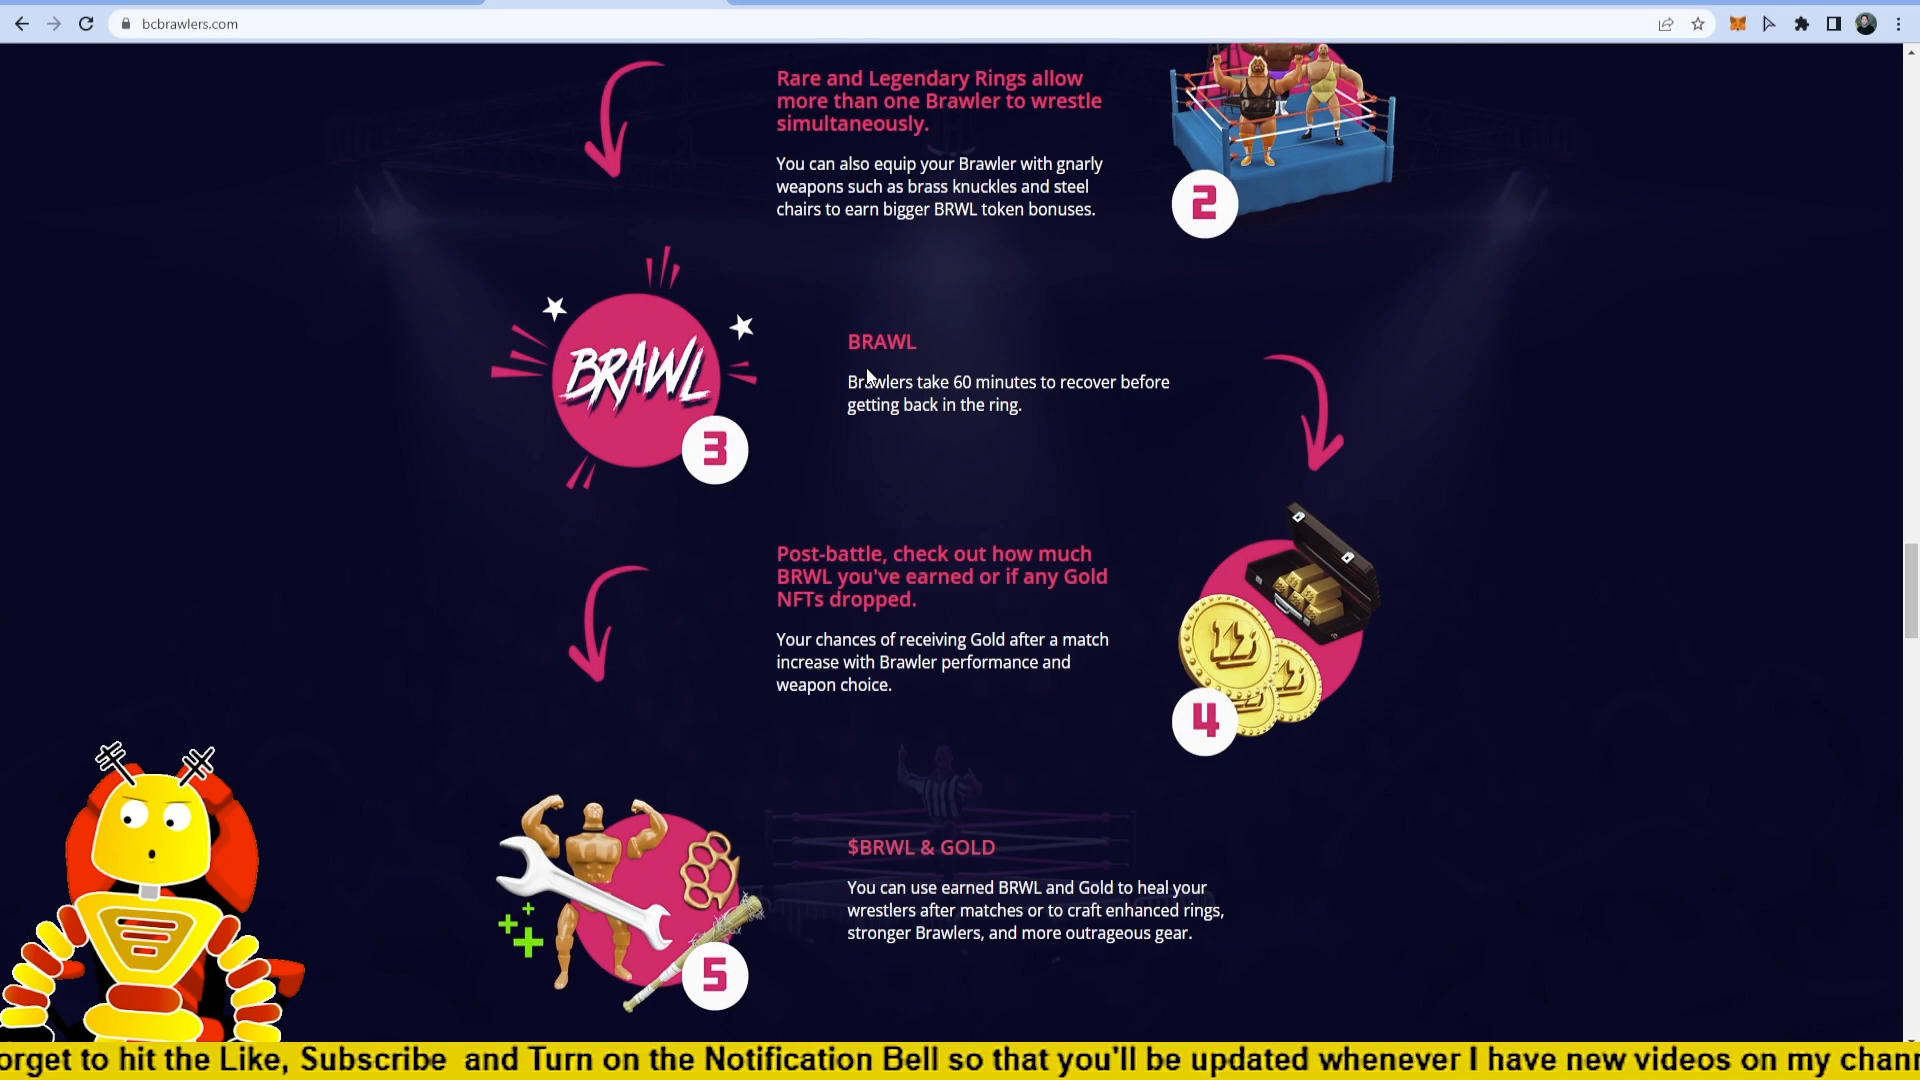 bcbrawlers.com
Rare and Legendary Rings allow
more than one Brawler to wrestle
simultaneously.
You can also equip your Brawler with gnarly
weapons such as brass knuckles and steel
chairs to earn bigger BRWL token bonuses.
2
BRAWL
3
BRAWL
Brawlers take 60 minutes to recover before
getting back in the ring.
Post-battle, check out how much
BRWL you've earned or if any Gold
NFTs dropped.
Your chances of receiving Gold after a match
increase with Brawler performance and
weapon choice.
4
5
$BRWL & GOLD
You can use earned BRWL and Gold to heal your
wrestlers after matches or to craft enhanced rings,
stronger Brawlers, and more outrageous gear.
orget to hit the Like, Subscribe and Turn on the Notification Bell so that you'll be updated whenever I have new videos on my chan